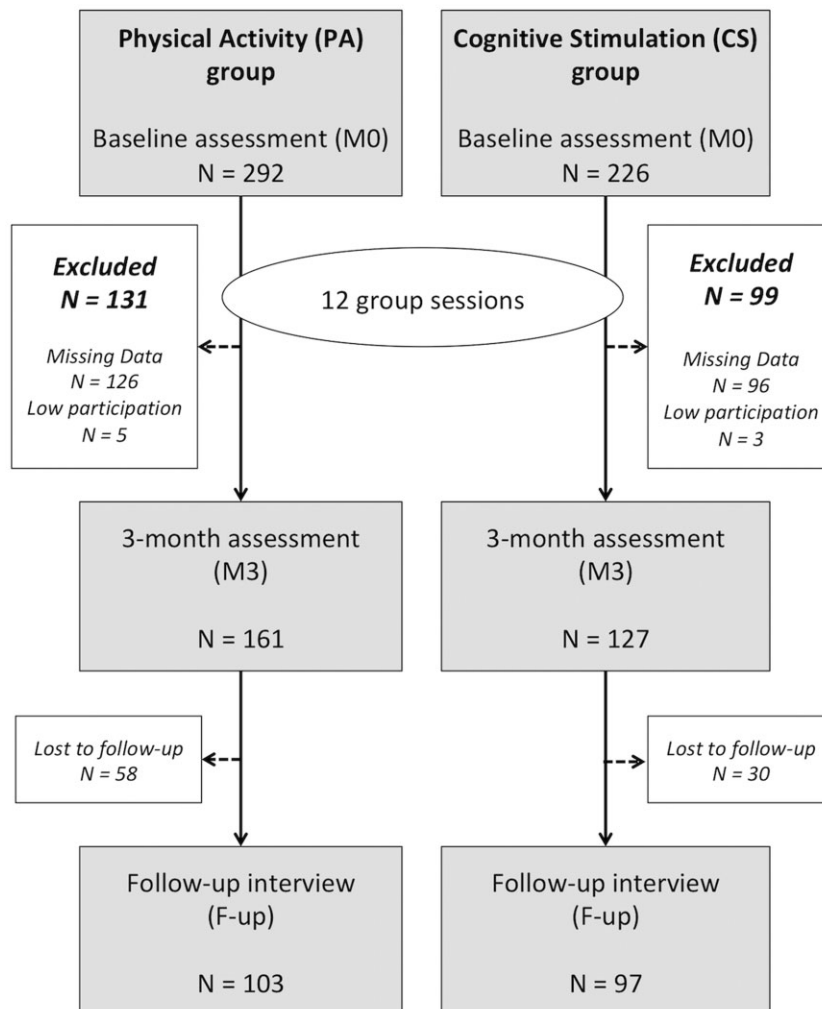 Physical Activity (PA)
group
Baseline assessment (M0)
N = 292
Cognitive Stimulation (CS)
group
Baseline assessment (M0)
N = 226
Excluded
N = 131
Missing Data
N = 126
Low participation
N = 5
12 group sessions
Excluded
N = 99
Missing Data
N = 96
Low participation
N = 3
3-month assessment
(M3)
N = 161
3-month assessment
(M3)
N = 127
Lost to follow-up
N = 58
Lost to follow-up
N = 30
Follow-up interview
(F-up)
N = 103
Follow-up interview
(F-up)
N = 97